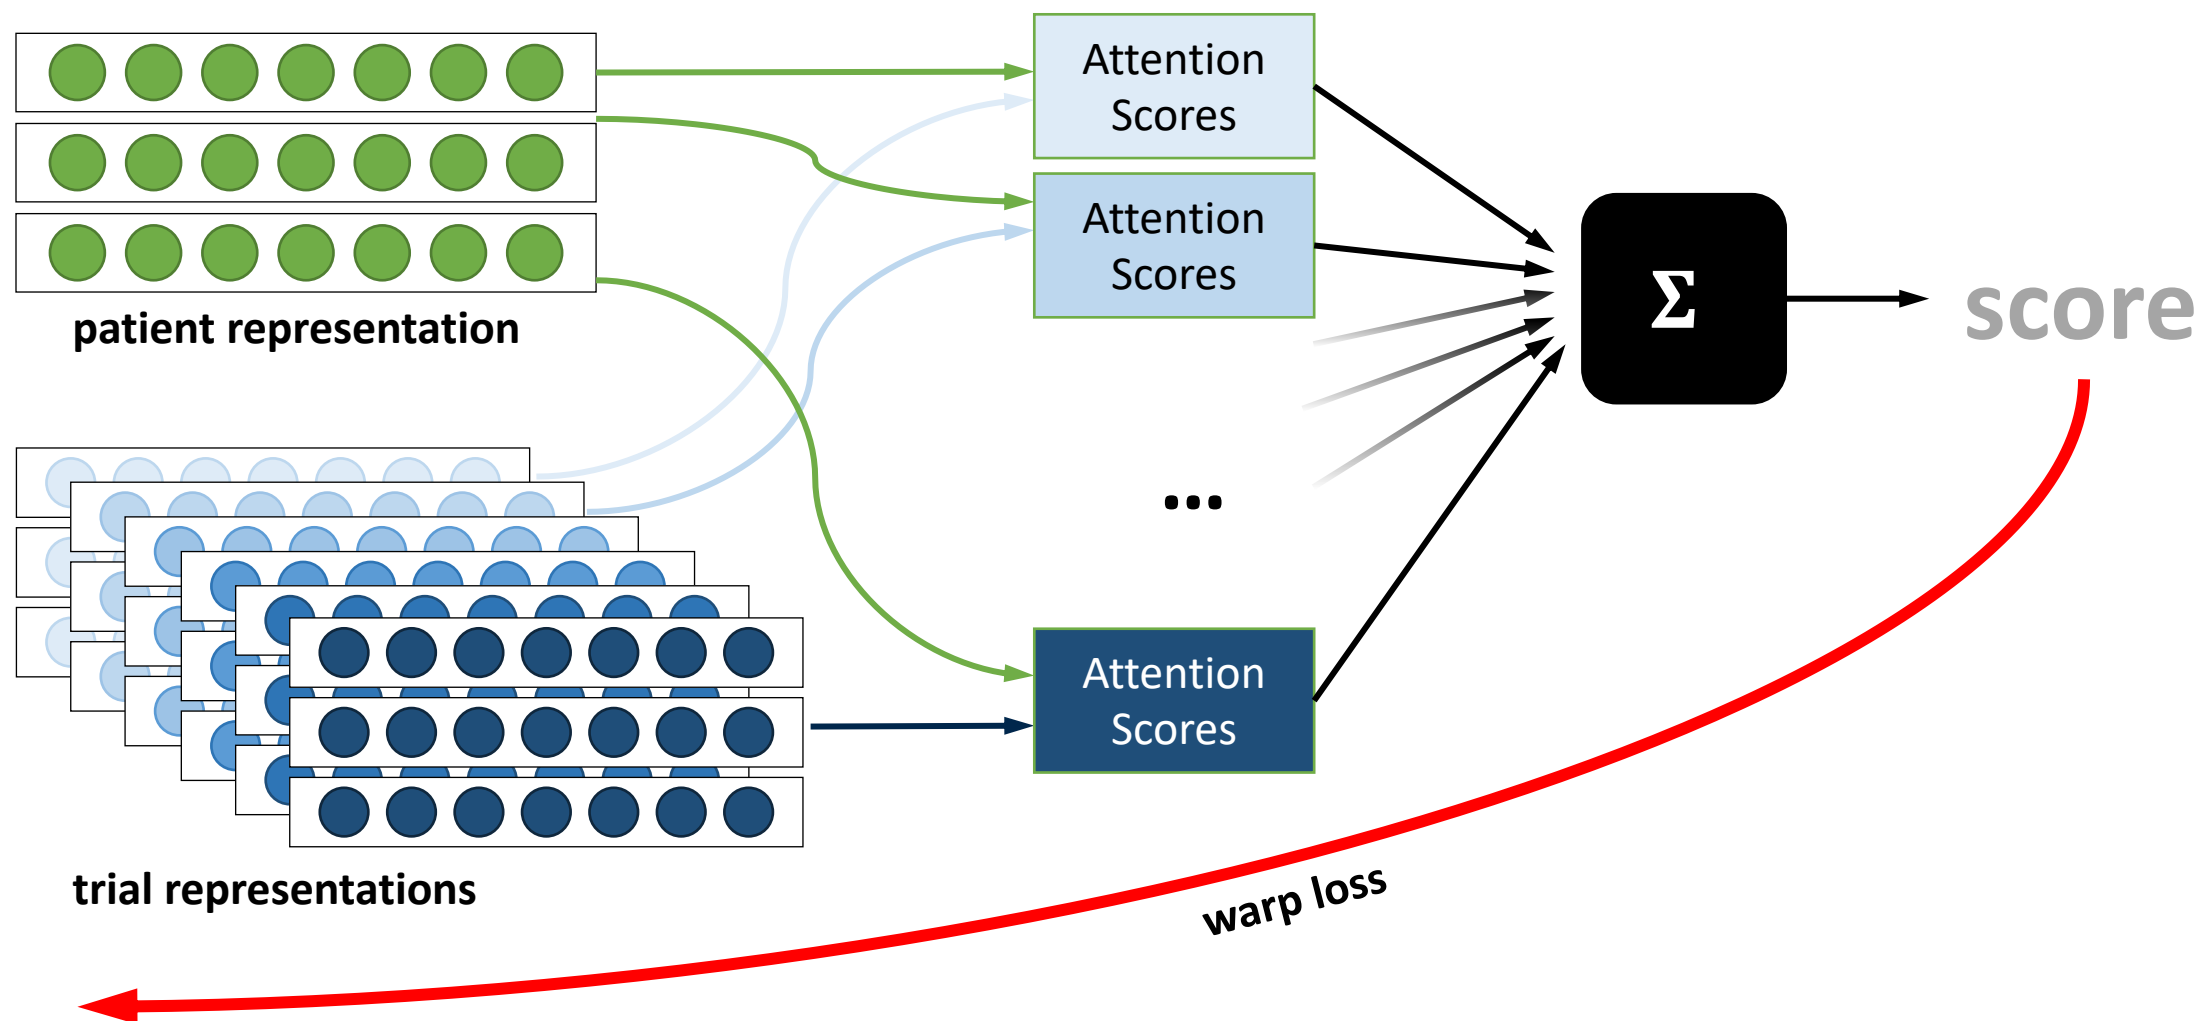 Attention
Scores
Attention
Scores
patient representation
Σ
score
...
Attention
Scores
trial representations
warp loss